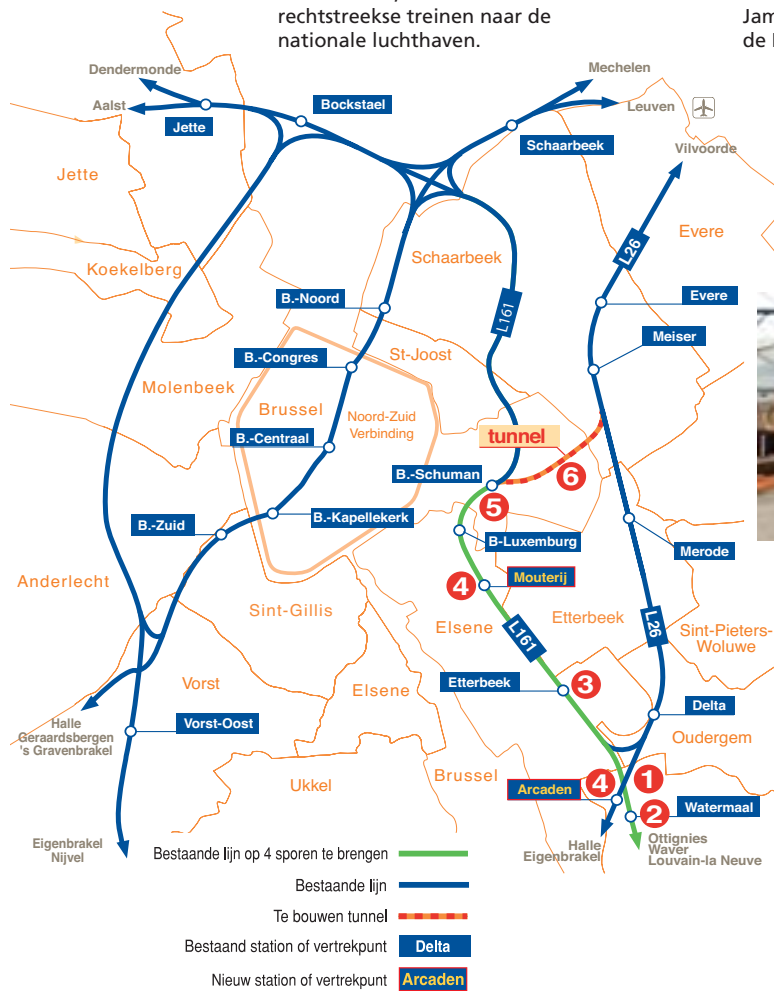 rechtstreekse treinen naar de
nationale luchthaven.
Jam
de
Dendermonde
Aalst
Jette
Bockstael
Mechelen
Leuven
Schaarbeek
Vilvoorde
Jette
Koekelberg
Schaarbeek
L26
Evere
B.-Noord
L161
Evere
St-Joost
Meiser
B.-Congres
Molenbeek
Brussel
Noord-Zuid
Verbinding
B.-Centraal
tunnel
6
B.-Schuman
5
B.-Kapellekerk
B.-Zuid
B-Luxemburg
Merode
Anderlecht
4
Mouterij
Sint-Gillis
Elsene
Etterbeek
L161
L26
Sint-Pieters-
Woluwe
Vorst
Elsene
Etterbeek
3
Delta
Halle
Geraardsbergen
's Gravenbrakel
Vorst-Oost
Oudergem
Ukkel
Brussel
4
1
Arcaden
2
Watermaal
Eigenbrakel
Nijvel
Halle
Eigenbrakel
Ottignies
Waver
Louvain-la Neuve
Bestaande lijn op 4 sporen te brengen
Bestaande lijn
Te bouwen tunnel
Bestaand station of vertrekpunt
Delta
Nieuw station of vertrekpunt
Arcaden